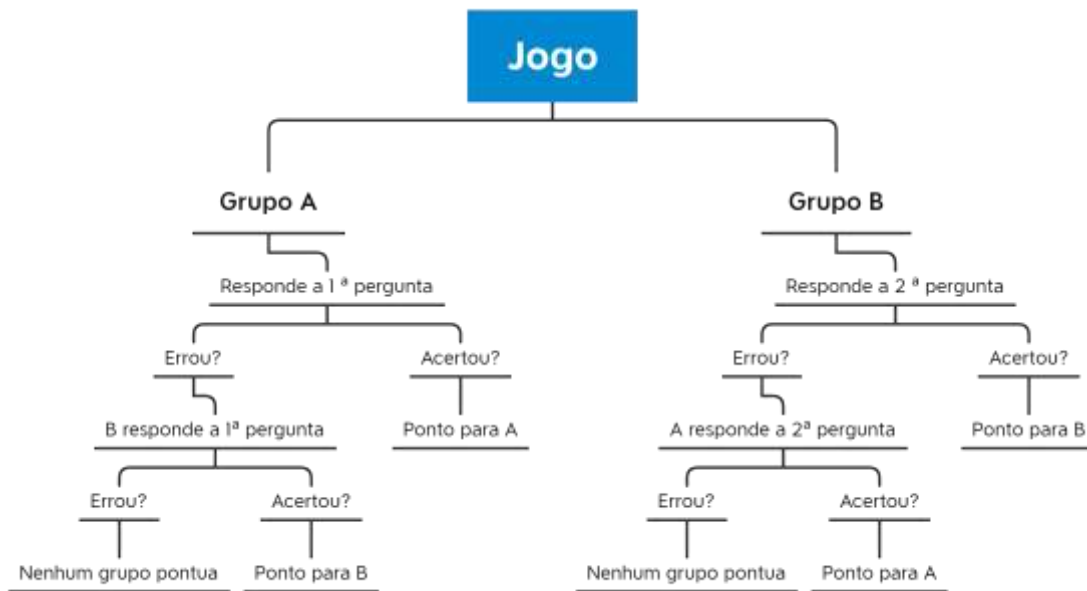 Jogo
Grupo A
Grupo B
Responde a 1 ª pergunta
Responde a 2 ª pergunta
Errou?
Acertou?
Errou?
Acertou?
B responde a 1ª pergunta
Ponto para A
A responde a 2ª pergunta
Ponto para B
Errou?
Acertou?
Errou?
Acertou?
Nenhum grupo pontua
Ponto para B
Nenhum grupo pontua
Ponto para A